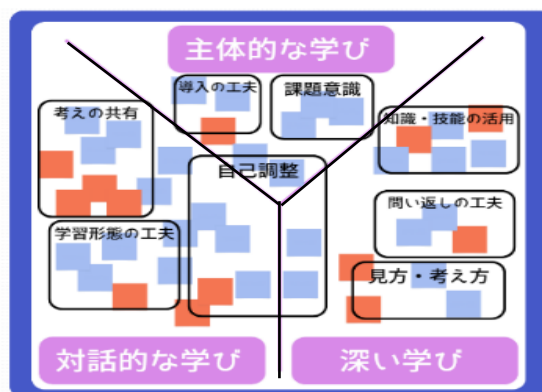 主体的な学び
導入の工夫
課題意識
考えの共有
知識・技能の活用
自己調整
学習形態の工夫
問い返しの工夫
見方・考え方
対話的な学び
深い学び